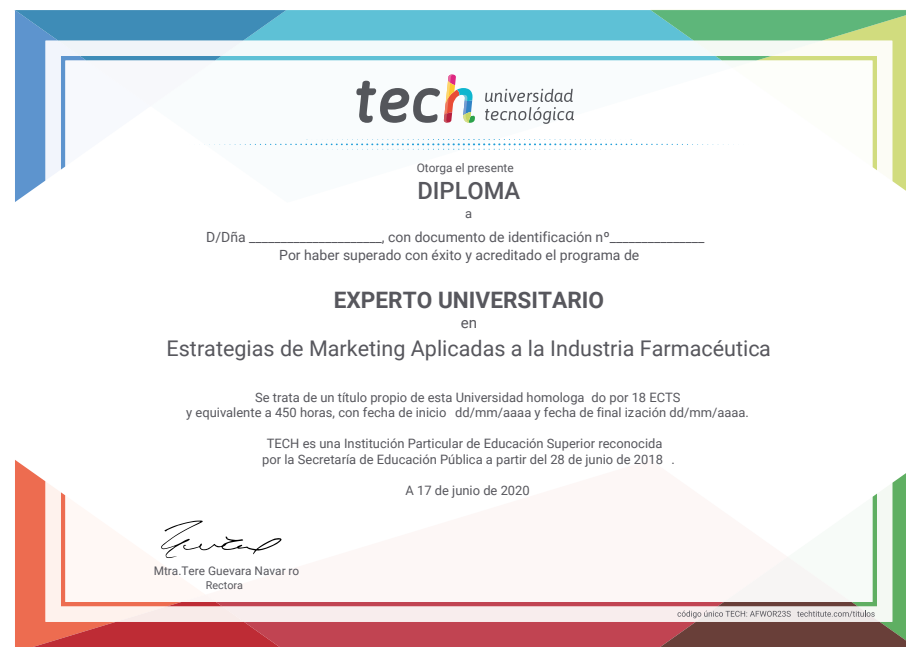 tech universidad
tecnológica
Otorga el presente
DIPLOMA
a
D/Dña ____________________, con documento de identificación nº______________
Por haber superado con éxito y acreditado el programa de
EXPERTO UNIVERSITARIO
en
Estrategias de Marketing Aplicadas a la Industria Farmacéutica
Se trata de un título propio de esta Universidad homologa do por 18 ECTS
y equivalente a 450 horas, con fecha de inicio dd/mm/aaaa y fecha de final ización dd/mm/aaaa.
TECH es una Institución Particular de Educación Superior reconocida
por la Secretaría de Educación Pública a partir del 28 de junio de 2018 .
A 17 de junio de 2020
Mtra.Tere Guevara Navar ro
Rectora
código único TECH: AFWOR23S techtitute.com/titulos